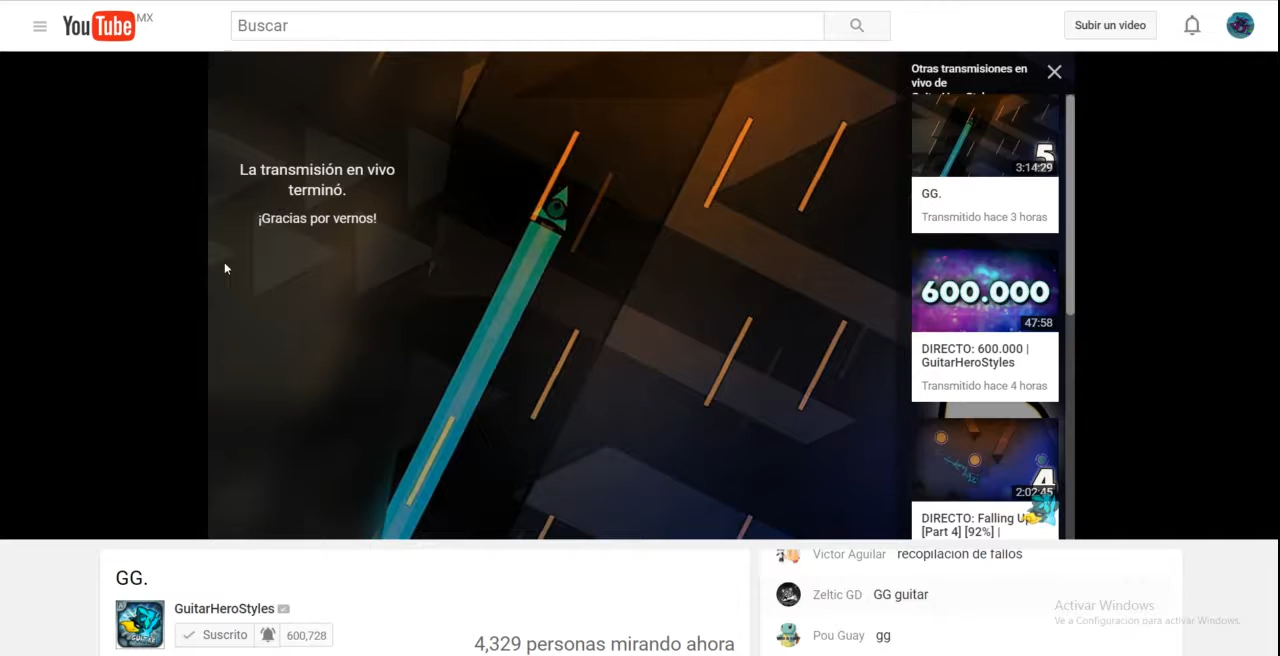 YouTube MX
Buscar
Subir un video
La transmisión en vivo
terminó.
¡Gracias por vernos!
Otras transmisiones en
vivo de
5
3:14:29
GG.
Transmitido hace 3 horas
600.000
47:58
DIRECTO: 600.000 |
GuitarHeroStyles
Transmitido hace 4 horas
4
2:02:45
DIRECTO: Falling U
[Part 4] [92%] |
GG.
GuitarHeroStyles
Suscrito
600,728
4,329 personas mirando ahora
Victor Aguilar recopilacion de fallos
Zeltic GD GG guitar
Pou Guay gg
Activar Windows
Ve a Configuración para activar Windows.